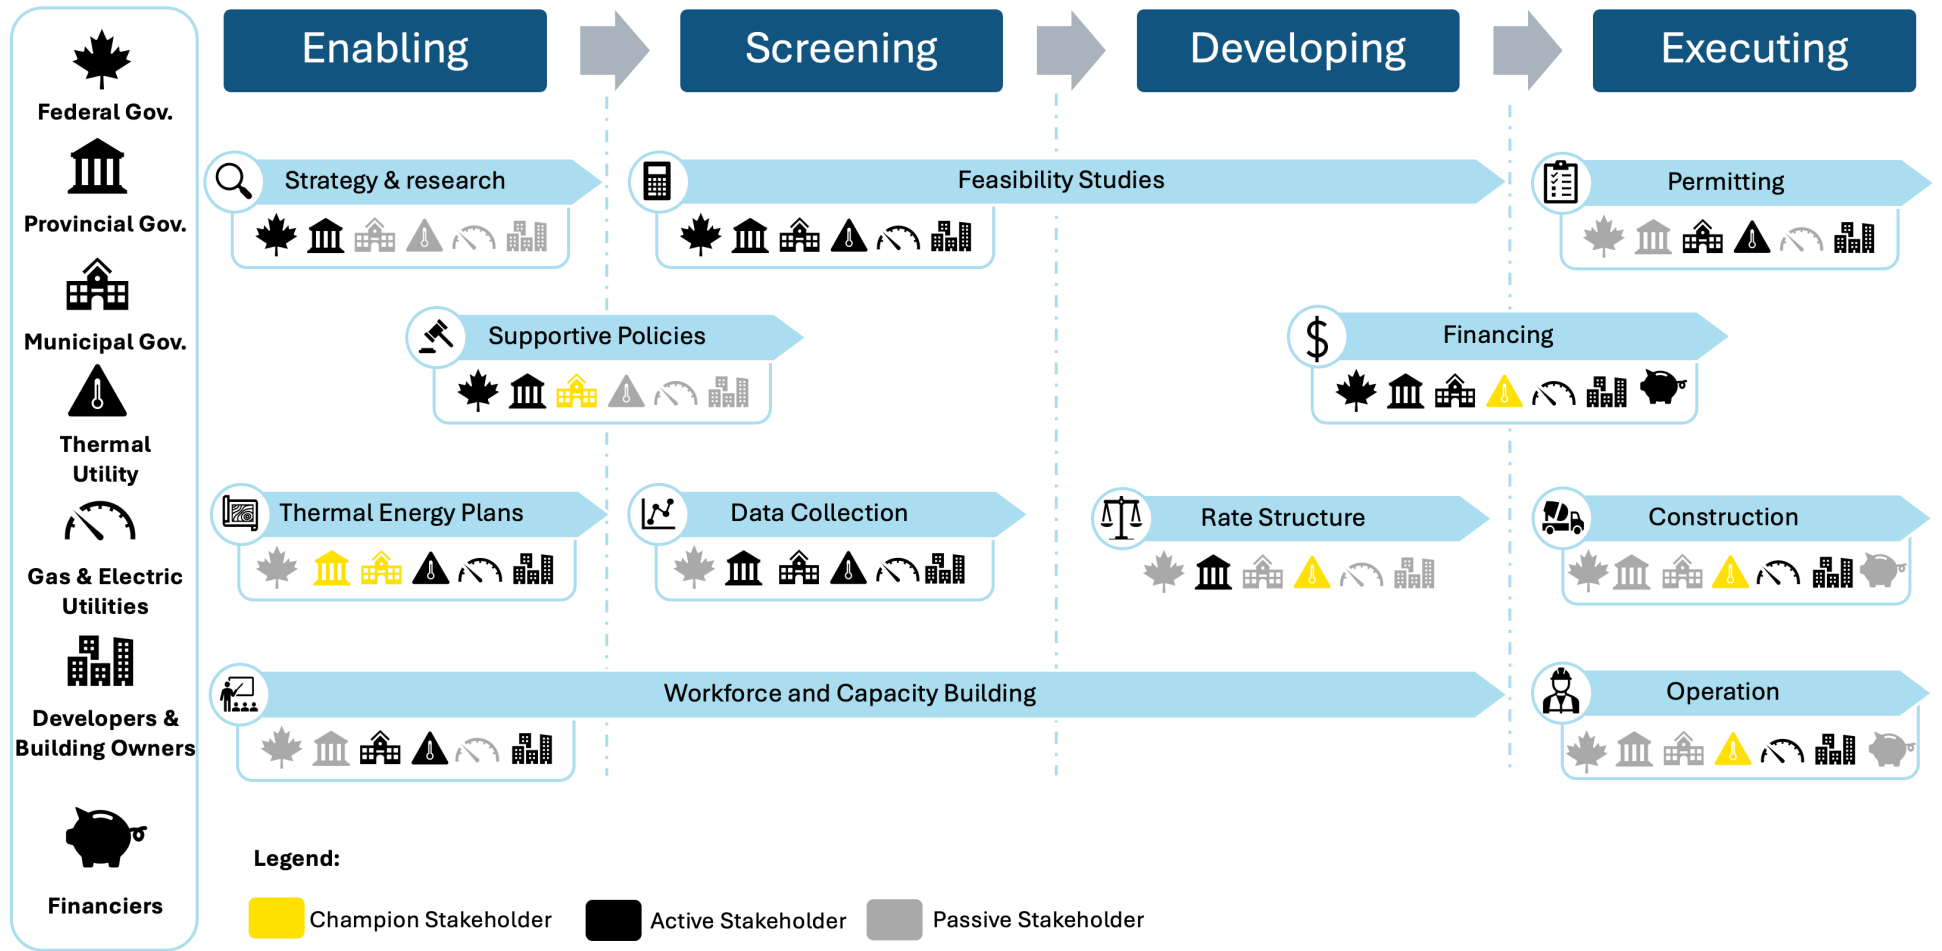 Federal Gov.
Provincial Gov.
Municipal Gov.
Thermal
Utility
Gas & Electric
Utilities
Developers &
Building Owners
Financiers
Enabling
Screening
Developing
Executing
Strategy & research
Feasibility Studies
Permitting
Supportive Policies
Financing
$
Thermal Energy Plans
Data Collection
Rate Structure
Construction
Workforce and Capacity Building
Operation
Legend:
Champion Stakeholder
Active Stakeholder
Passive Stakeholder